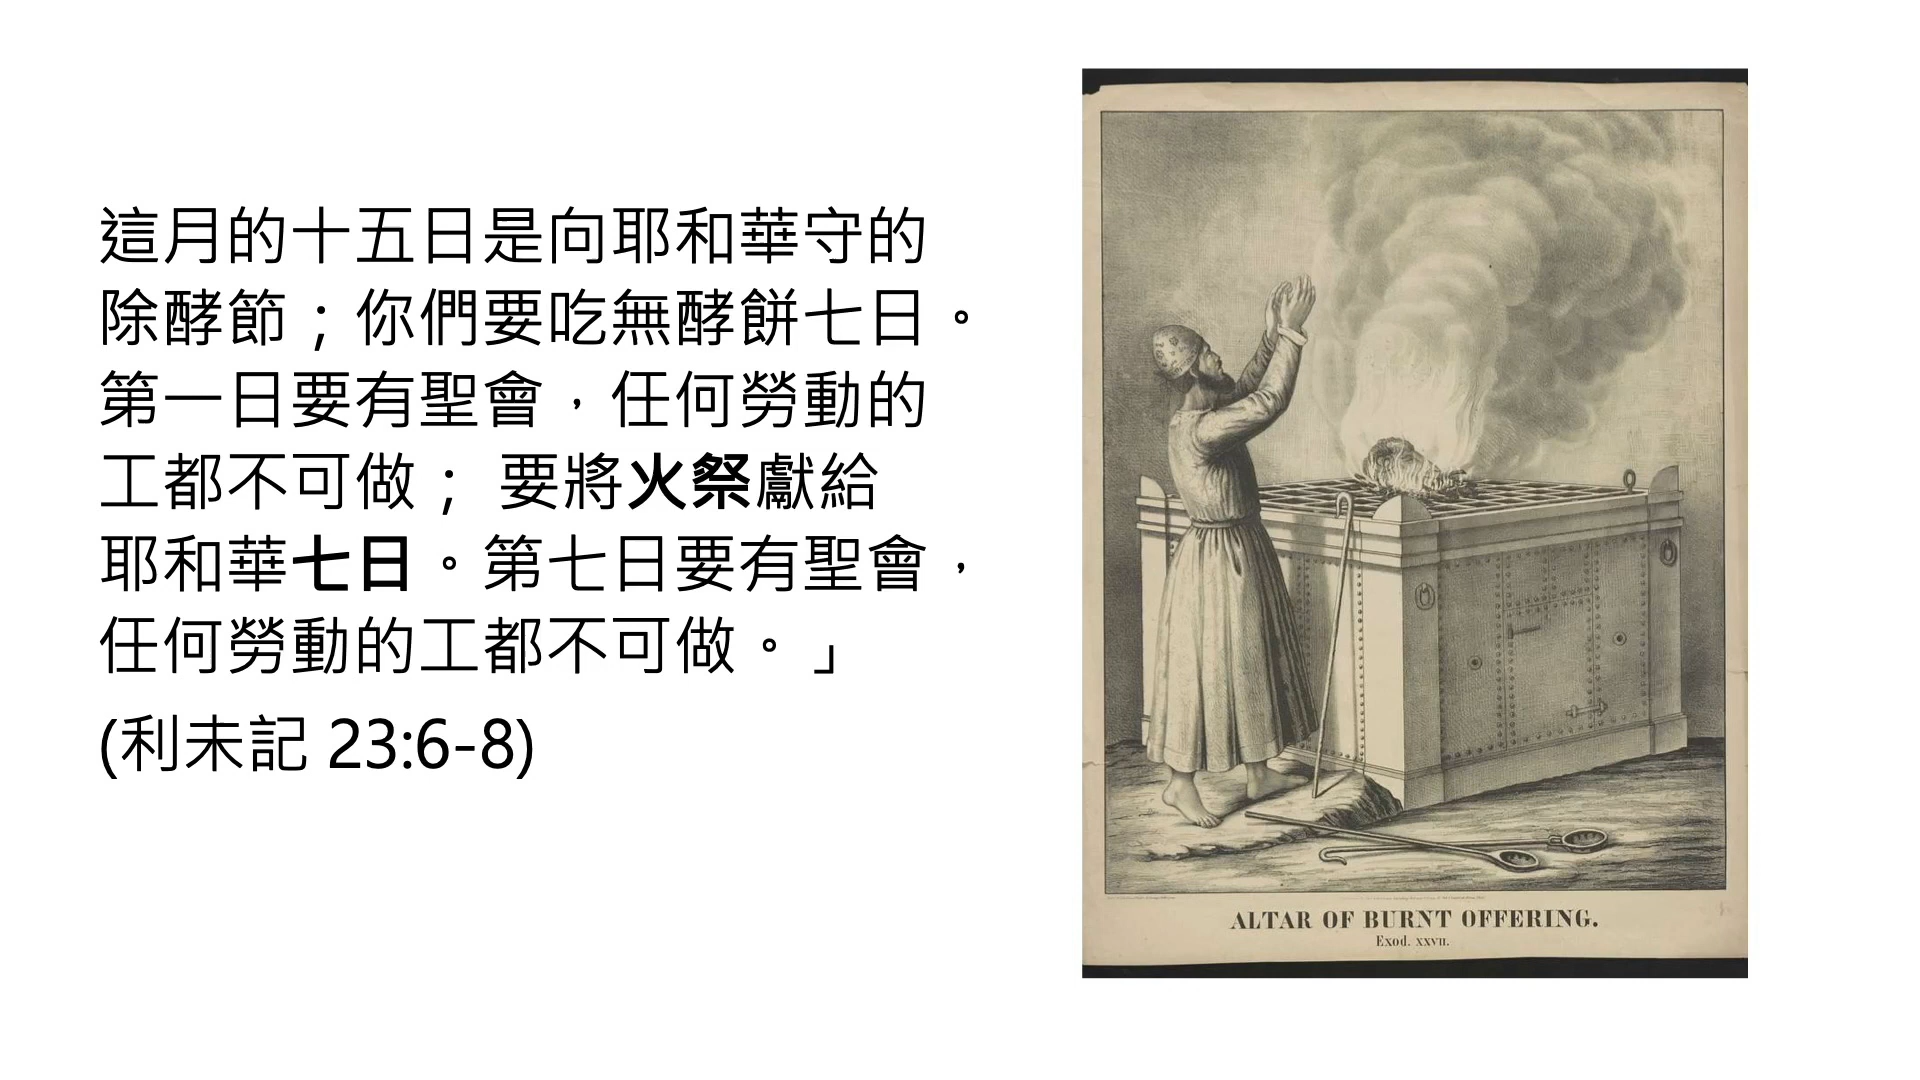 這月的十五日是向耶和華守的
除酵節；你們要吃無酵餅七日。
第一日要有聖會，任何勞動的
工都不可做； 要將火祭獻給
耶和華七日。第七日要有聖會，
任何勞動的工都不可做。」
(利未記 23:6-8)
ALTAR OF BURNT OFFERING.
Exod. XXVII.